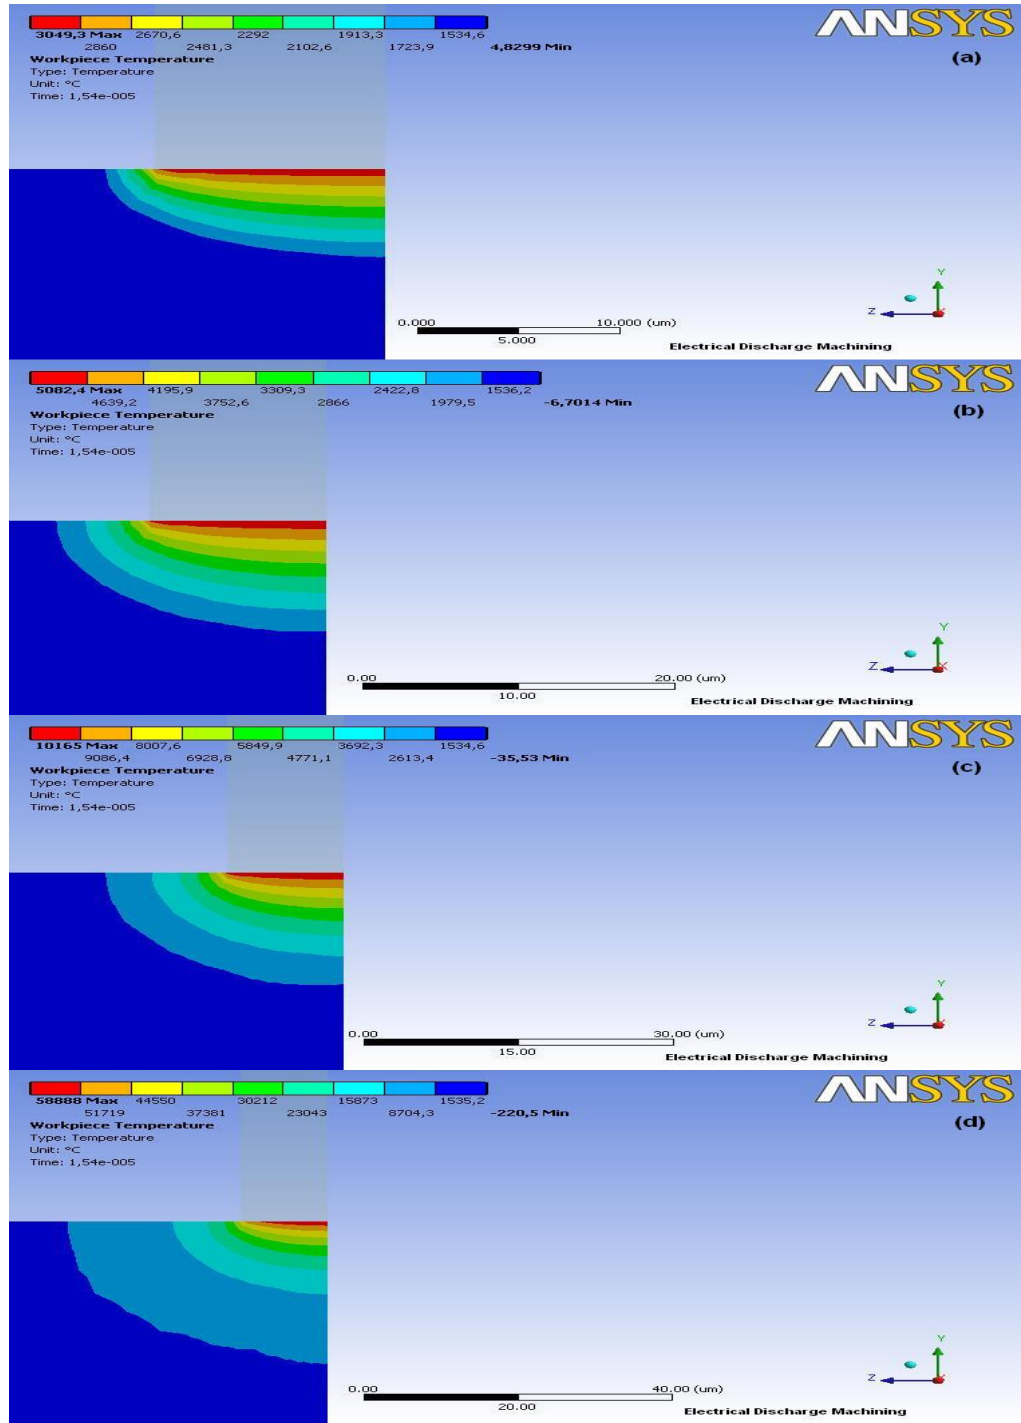 3049,3 Max 2670,6 2292 1913,3 1534,6
2860 2481,3 2102,6 1723,9 4,8299 Min
Workpiece Temperature
Type: Temperature
Unit: °C
Time: 1,54e-005
ANSYS
(a)
Y
Z
X
0.000 10.000 (um)
5.000
Electrical Discharge Machining
5082,4 Max 4195,9 3309,3 2422,8 1536,2
4639,2 3752,6 2866 1979,5 -6,7014 Min
Workpiece Temperature
Type: Temperature
Unit: °C
Time: 1,54e-005
ANSYS
(b)
Y
Z
X
0.00 20.00 (um)
10.00
Electrical Discharge Machining
10165 Max 8007,6 5849,9 3692,3 1534,6
9086,4 6928,8 4771,1 2613,4 -35,53 Min
Workpiece Temperature
Type: Temperature
Unit: °C
Time: 1,54e-005
ANSYS
(c)
Y
Z
X
0.00 30.00 (um)
15.00
Electrical Discharge Machining
58888 Max 44550 30212 15873 1535,2
51719 37381 23043 8704,3 -220,5 Min
Workpiece Temperature
Type: Temperature
Unit: °C
Time: 1,54e-005
ANSYS
(d)
Y
Z
X
0.00 40.00 (um)
20.00
Electrical Discharge Machining